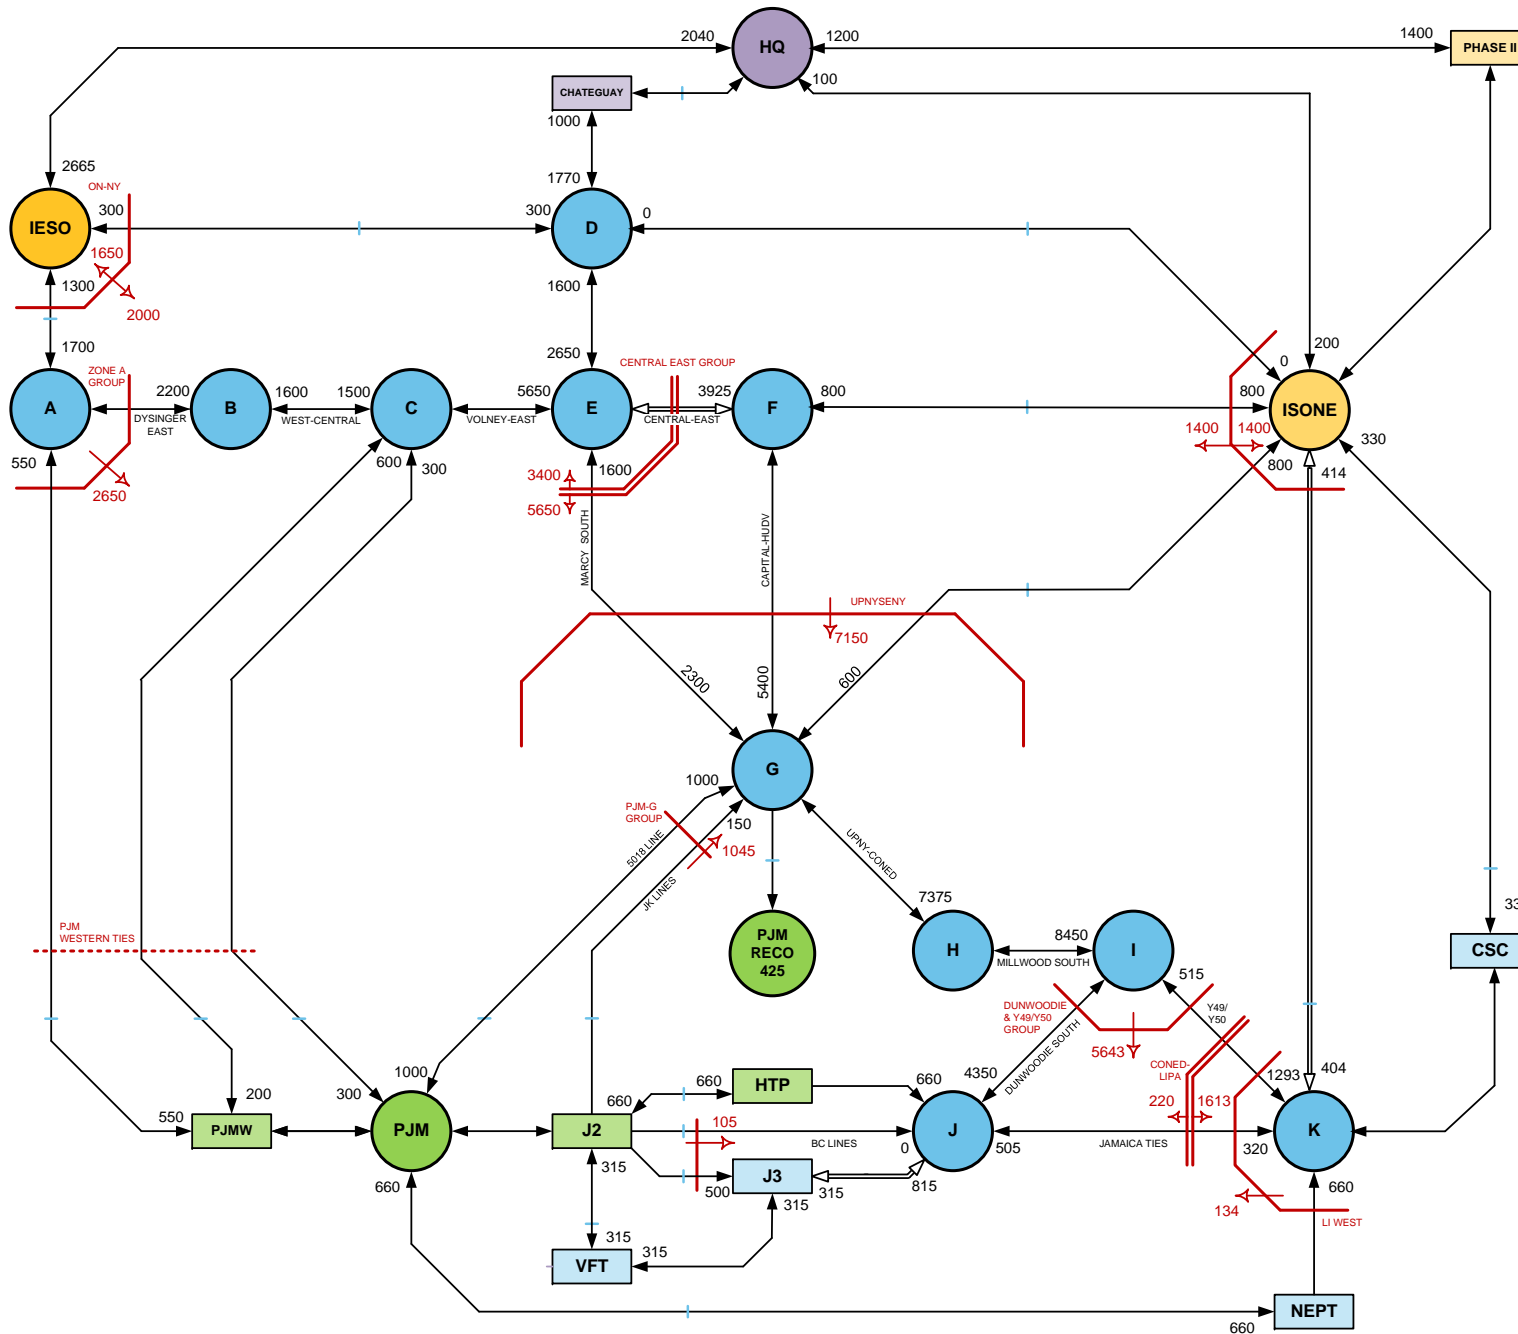 2040
HQ
1200
1400
PHASE II
CHATEGUAY
100
1000
2665
1770
ON-NY
300
300
0
IESO
D
1650
1300
2000
1600
1700
2650
0
200
ZONE A
GROUP
CENTRAL EAST GROUP
2200
1600
1500
5650
3925
800
800
A
B
C
E
F
ISONE
DYSINGER
EAST
WEST-CENTRAL
VOLNEY-EAST
CENTRAL-EAST
1400
1400
330
550
600
300
1600
800
414
2650
3400
5650
MARCY SOUTH
CAPITAL-HUDV
UPNYSENY
7150
2300
5400
600
G
1000
PJM-G
GROUP
150
1045
5018 LINE
JK LINES
UPNY-CONED
7375
8450
PJM
WESTERN TIES
PJM
RECO
425
H
I
MILLWOOD SOUTH
515
33
CSC
DUNWOODIE
& Y49/Y50
GROUP
Y49/
Y50
5643
DUNWOODIE SOUTH
CONED-
LIPA
1000
300
200
660
HTP
660
4350
1293
404
550
PJMW
PJM
660
J2
105
BC LINES
0
J
505
220
1613
JAMAICA TIES
320
K
660
315
500
J3
315
815
315
660
134
LI WEST
315
VFT
315
NEPT
660